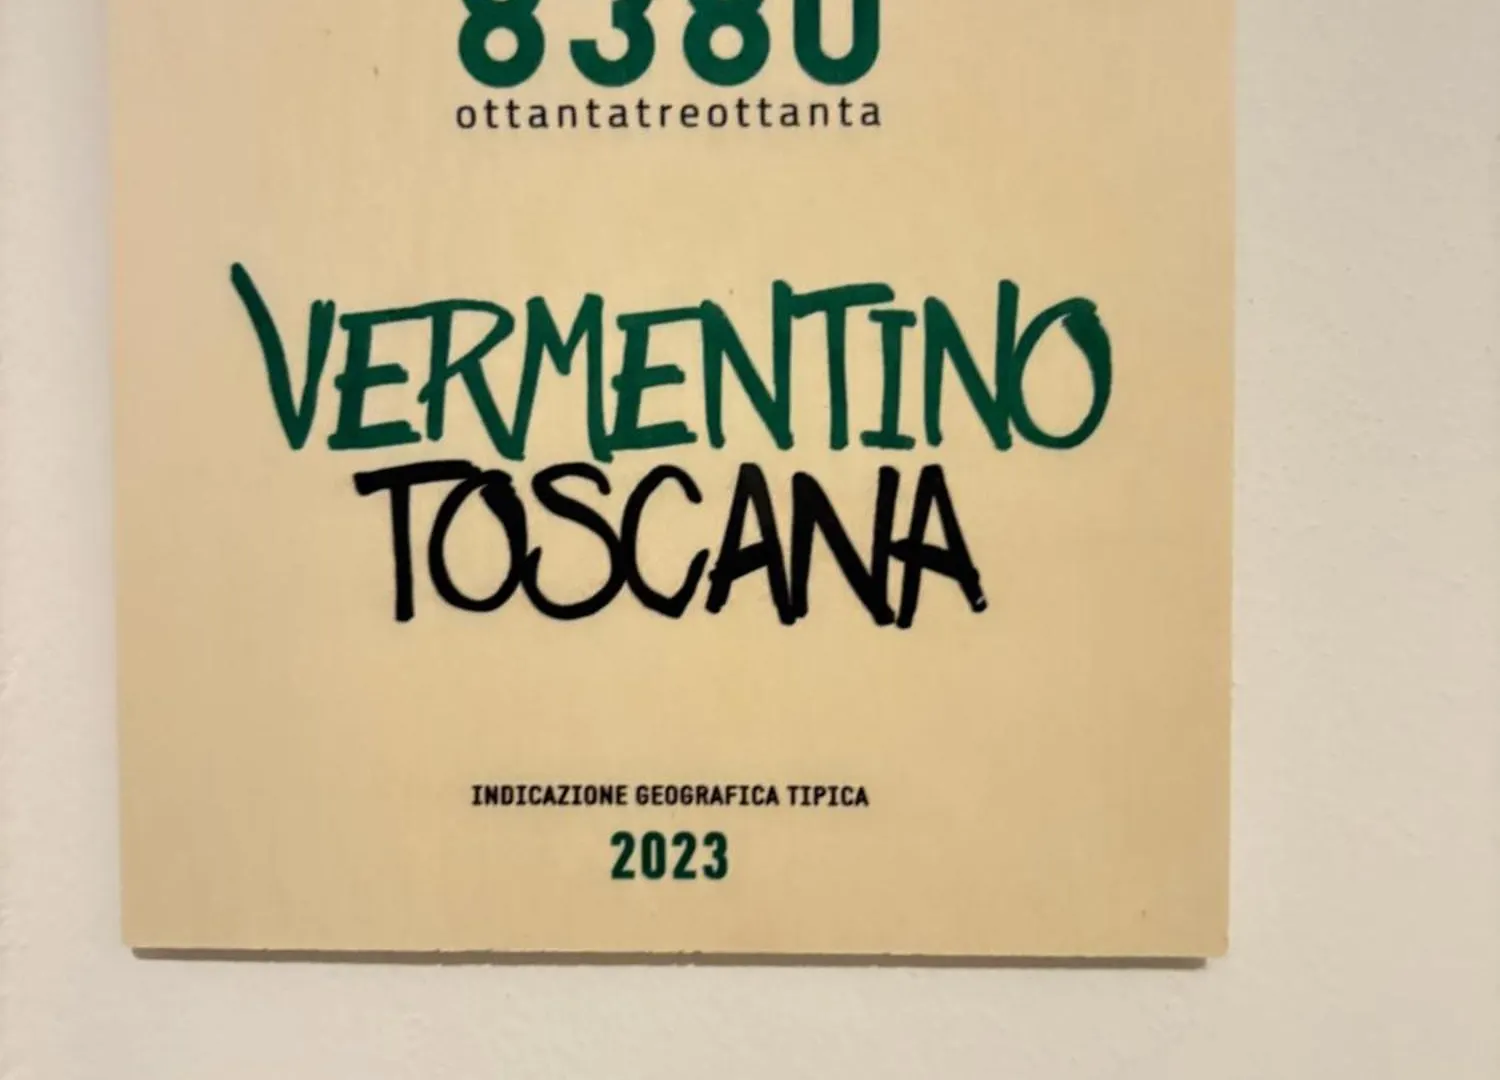 8380
ottantatreottanta
VERMENTINO
TOSCANA
INDICAZIONE GEOGRAFICA TIPICA
2023